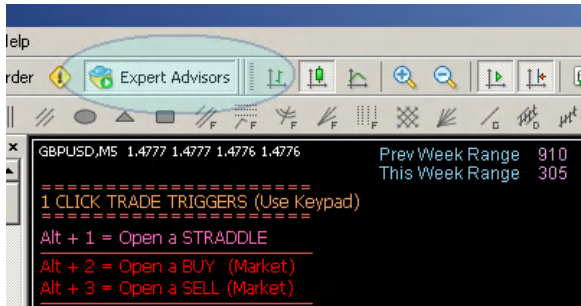 Help
rder Expert Advisors
F F F F F G D
GBPUSD,M5 1.4777 1.4777 1.4776 1.4776
Prev Week Range 910
This Week Range 305
=======================
1 CLICK TRADE TRIGGERS (Use Keypad)
=======================
Alt + 1 = Open a STRADDLE
Alt + 2 = Open a BUY (Market)
Alt + 3 = Open a SELL (Market)